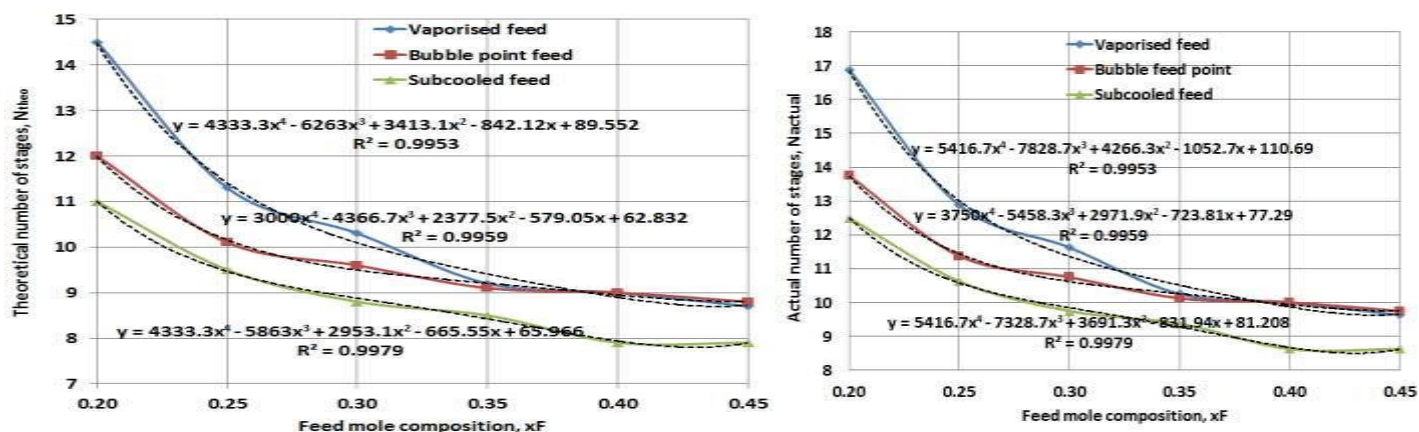 15
14
13
12
11
10
9
8
7
Theoretical number of stages, Ntheo
Vaporised feed
Bubble point feed
Subcooled feed
y = 4333.3x⁴ - 6263x³ + 3413.1x² - 842.12x + 89.552
R² = 0.9953
y = 3000x⁴ - 4366.7x³ + 2377.5x² - 579.05x + 62.832
R² = 0.9959
y = 4333.3x⁴ - 5863x³ + 2953.1x² - 665.55x + 65.966
R² = 0.9979
0.20 0.25 0.30 0.35 0.40 0.45
Feed mole composition, xF
18
17
16
15
14
13
12
11
10
9
8
Actual number of stages, Nactual
Vaporised feed
Bubble feed point
Subcooled feed
y = 5416.7x⁴ - 7828.7x³ + 4266.3x² - 1052.7x + 110.69
R² = 0.9953
y = 3750x⁴ - 5458.3x³ + 2971.9x² - 723.81x + 77.29
R² = 0.9959
y = 5416.7x⁴ - 7328.7x³ + 3691.3x² - 831.94x + 81.208
R² = 0.9979
0.20 0.25 0.30 0.35 0.40 0.45
Feed mole composition, xF